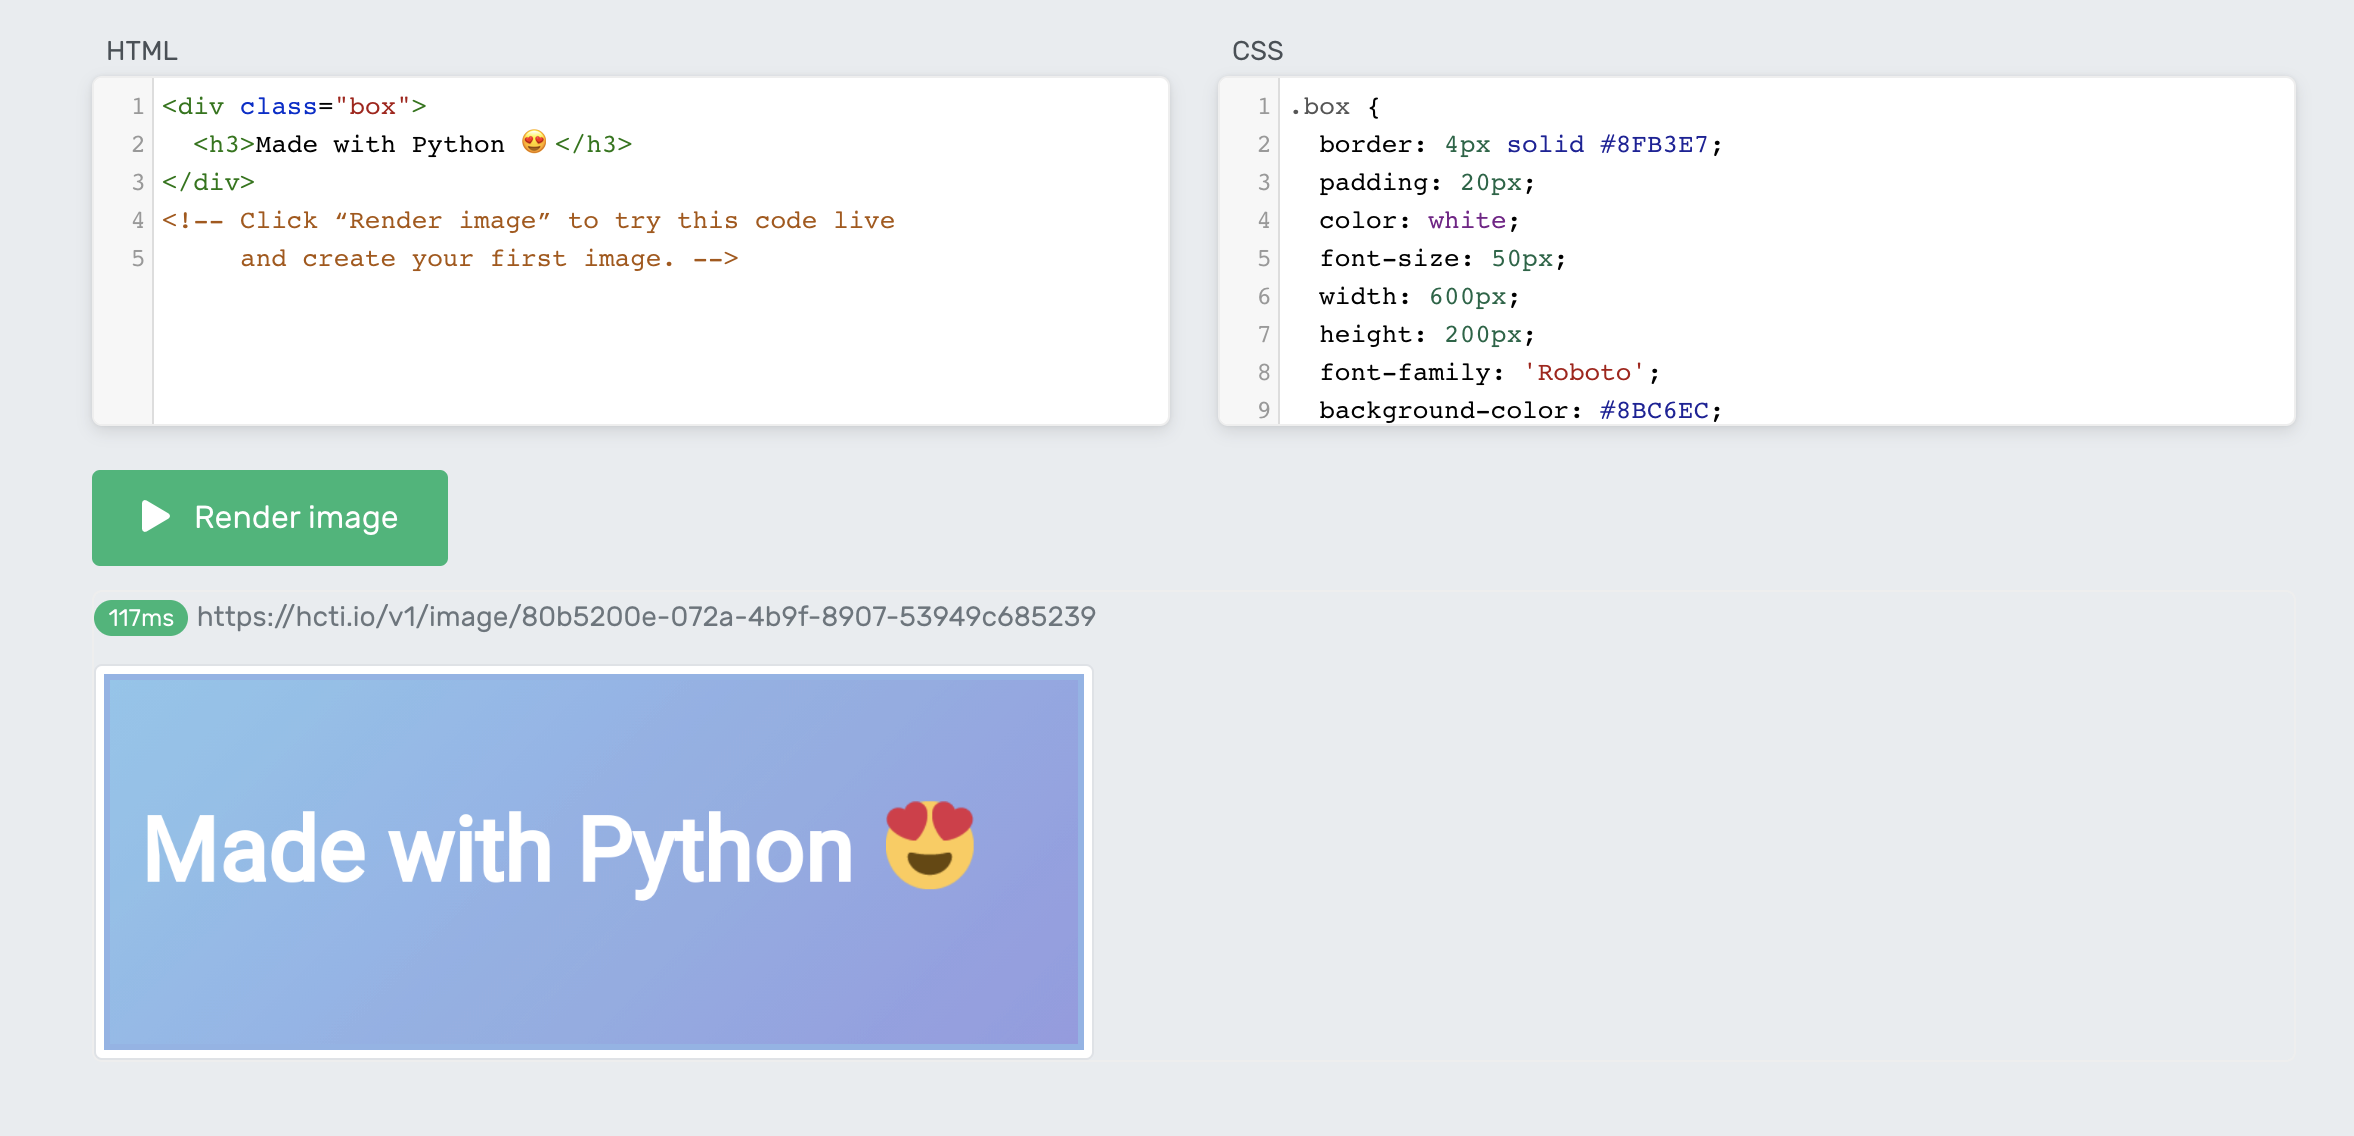 HTML
1 <div class="box">
2   <h3>Made with Python 😍</h3>
3 </div>
4 <!-- Click “Render image” to try this code live
5      and create your first image. -->
CSS
1 .box {
2   border: 4px solid #8FB3E7;
3   padding: 20px;
4   color: white;
5   font-size: 50px;
6   width: 600px;
7   height: 200px;
8   font-family: 'Roboto';
9   background-color: #8BC6EC;
Render image
117ms https://hcti.io/v1/image/80b5200e-072a-4b9f-8907-53949c685239
Made with Python 😍